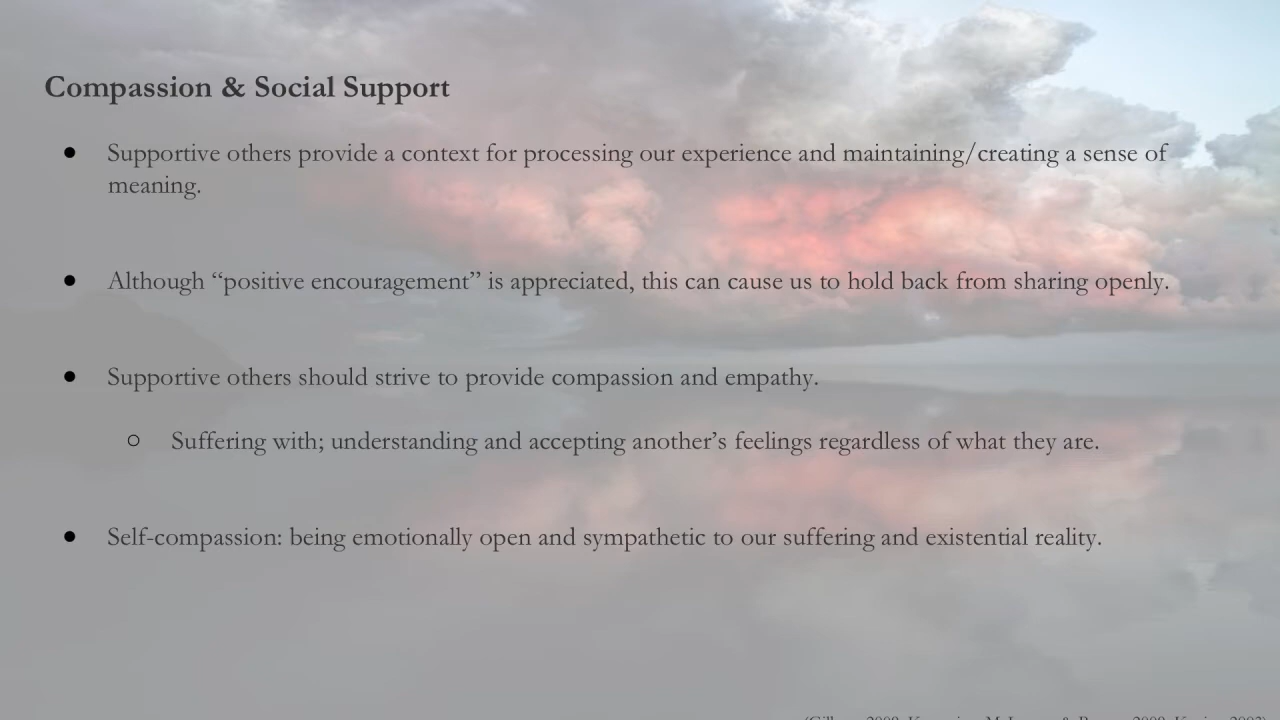 Compassion & Social Support
● Supportive others provide a context for processing our experience and maintaining/creating a sense of
meaning.
● Although “positive encouragement” is appreciated, this can cause us to hold back from sharing openly.
● Supportive others should strive to provide compassion and empathy.
○ Suffering with; understanding and accepting another’s feelings regardless of what they are.
● Self-compassion: being emotionally open and sympathetic to our suffering and existential reality.